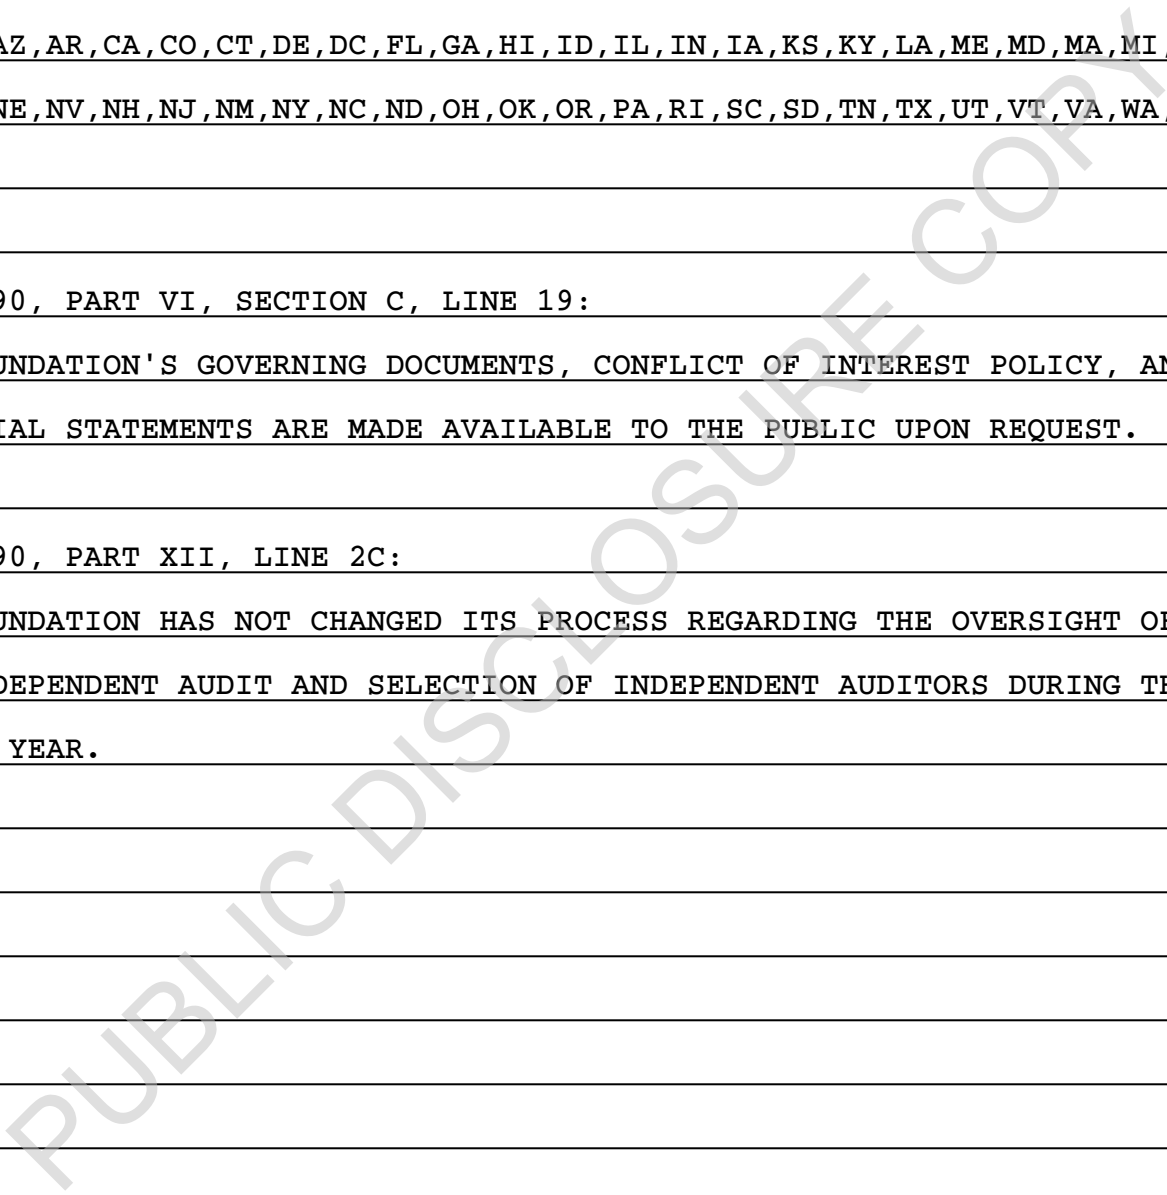 AZ,AR,CA,CO,CT,DE,DC,FL,GA,HI,ID,IL,IN,IA,KS,KY,LA,ME,MD,MA,MI,
NE,NV,NH,NJ,NM,NY,NC,ND,OH,OK,OR,PA,RI,SC,SD,TN,TX,UT,VT,VA,WA,
90, PART VI, SECTION C, LINE 19:
UNDATION'S GOVERNING DOCUMENTS, CONFLICT OF INTEREST POLICY, AN
IAL STATEMENTS ARE MADE AVAILABLE TO THE PUBLIC UPON REQUEST.
90, PART XII, LINE 2C:
UNDATION HAS NOT CHANGED ITS PROCESS REGARDING THE OVERSIGHT OF
DEPENDENT AUDIT AND SELECTION OF INDEPENDENT AUDITORS DURING TH
YEAR.
PUBLIC DISCLOSURE COPY